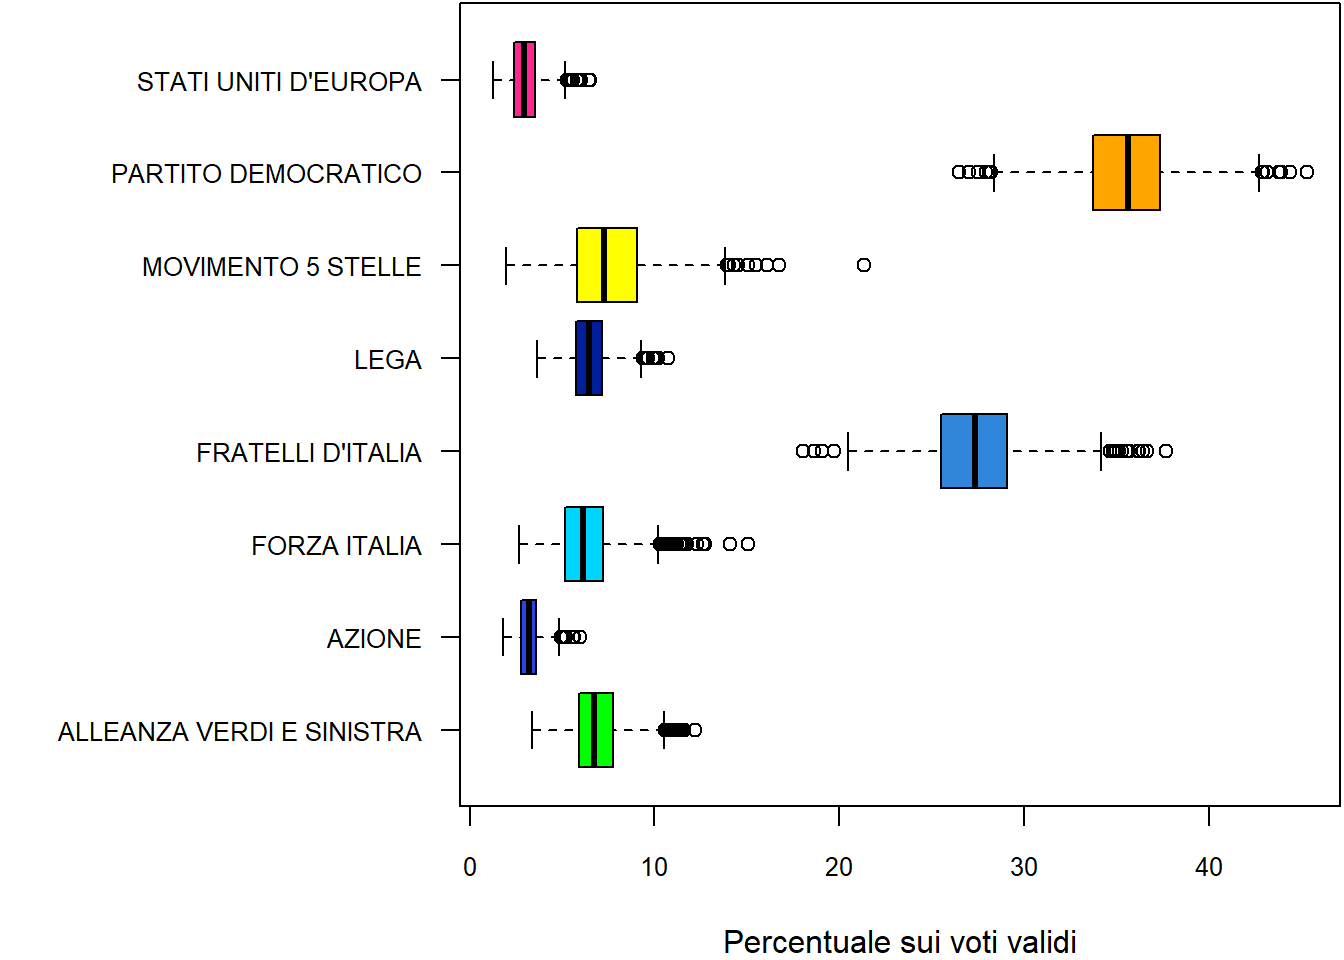 STATI UNITI D'EUROPA
PARTITO DEMOCRATICO
MOVIMENTO 5 STELLE
LEGA
FRATELLI D'ITALIA
FORZA ITALIA
AZIONE
ALLEANZA VERDI E SINISTRA
0 10 20 30 40
Percentuale sui voti validi